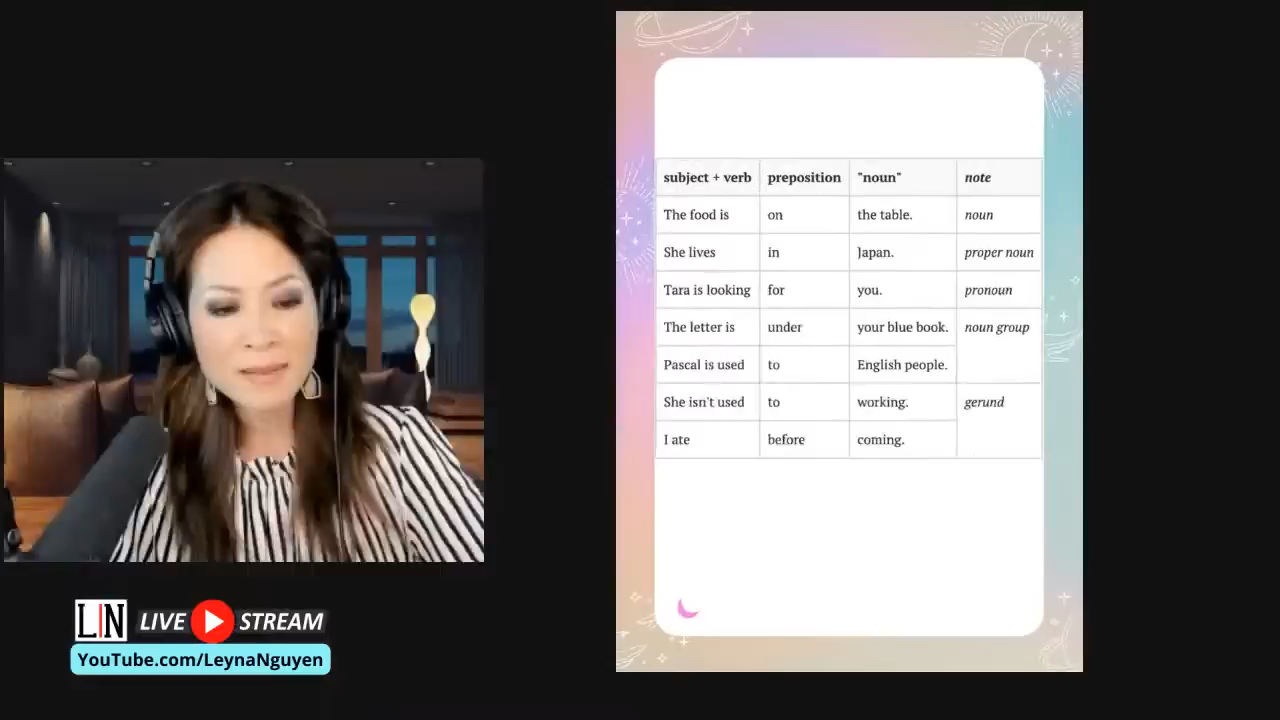 subject + verb preposition "noun" note
The food is on the table. noun
She lives in Japan. proper noun
Tara is looking for you. pronoun
The letter is under your blue book. noun group
Pascal is used to English people.
She isn't used to working. gerund
I ate before coming.
LIN LIVE STREAM
YouTube.com/LeynaNguyen